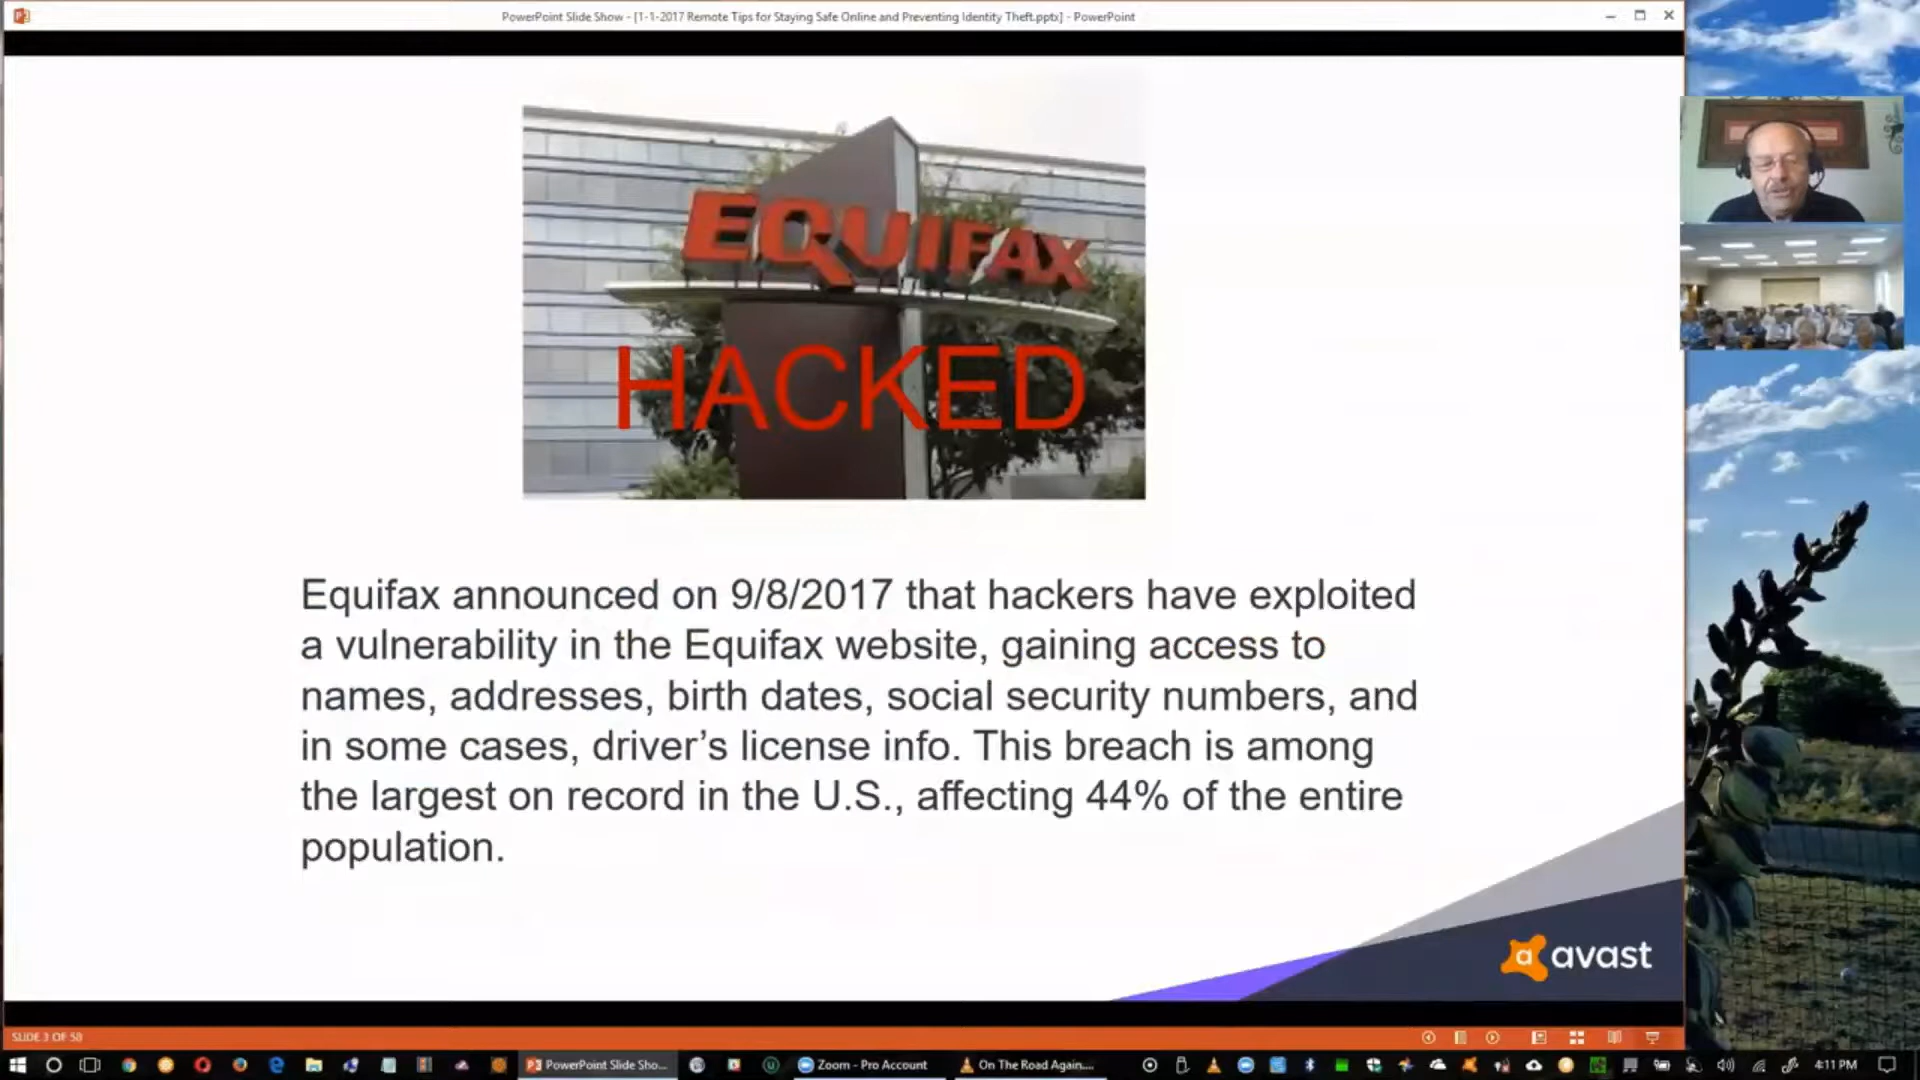 PowerPoint Slide Show - [1-1-2017 Remote Tips for Staying Safe Online and Preventing Identity Theft.pptx] - PowerPoint
EQUIFAX
HACKED
Equifax announced on 9/8/2017 that hackers have exploited
a vulnerability in the Equifax website, gaining access to
names, addresses, birth dates, social security numbers, and
in some cases, driver’s license info. This breach is among
the largest on record in the U.S., affecting 44% of the entire
population.
avast
SLIDE 3 OF 58
PowerPoint Slide Sho...
Zoom - Pro Account
On The Road Again....
4:11 PM